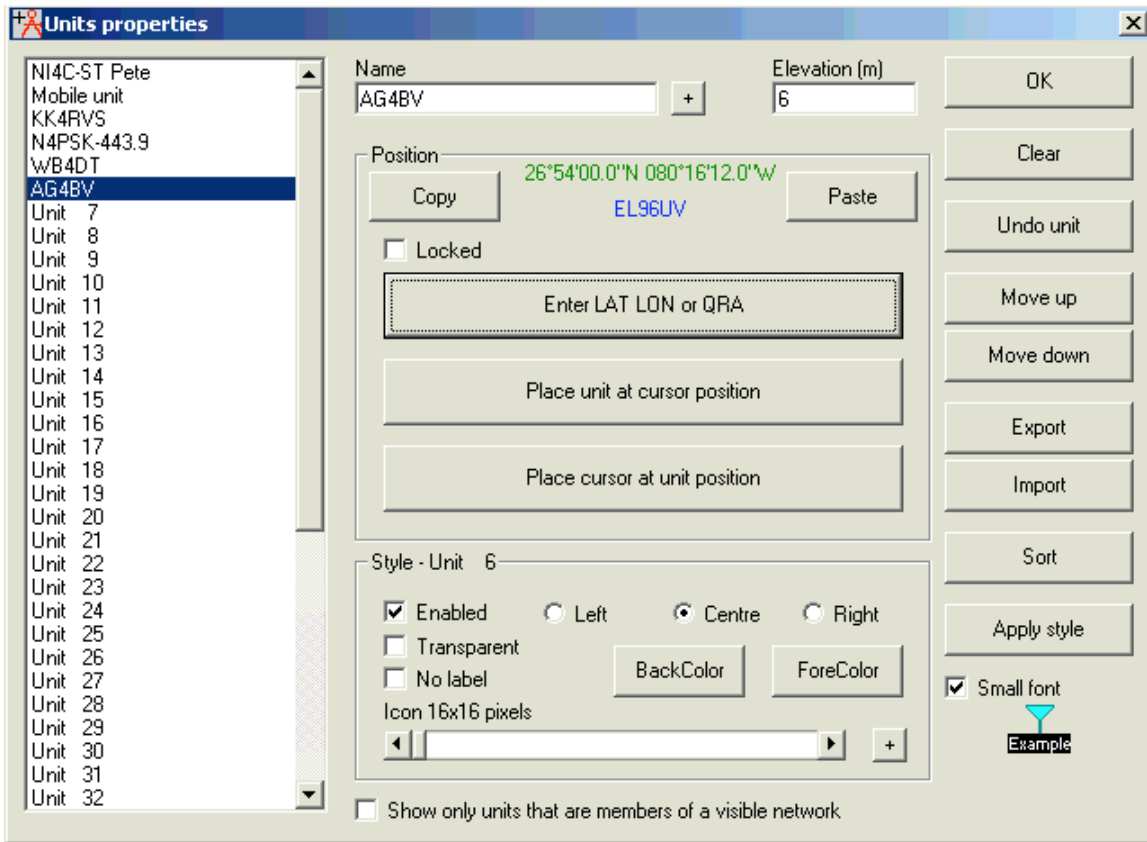 Units properties
NI4C-ST Pete
Mobile unit
KK4RVS
N4PSK-443.9
WB4DT
AG4BV
Unit 7
Unit 8
Unit 9
Unit 10
Unit 11
Unit 12
Unit 13
Unit 14
Unit 15
Unit 16
Unit 17
Unit 18
Unit 19
Unit 20
Unit 21
Unit 22
Unit 23
Unit 24
Unit 25
Unit 26
Unit 27
Unit 28
Unit 29
Unit 30
Unit 31
Unit 32
Name
AG4BV
+
Elevation (m)
6
Position
Copy
26°54'00.0"N 080°16'12.0"W
EL96UV
Paste
Locked
Enter LAT LON or QRA
Place unit at cursor position
Place cursor at unit position
Style - Unit 6
Enabled
Left
Centre
Right
Transparent
No label
BackColor
ForeColor
Icon 16x16 pixels
+
Show only units that are members of a visible network
OK
Clear
Undo unit
Move up
Move down
Export
Import
Sort
Apply style
Small font
Example